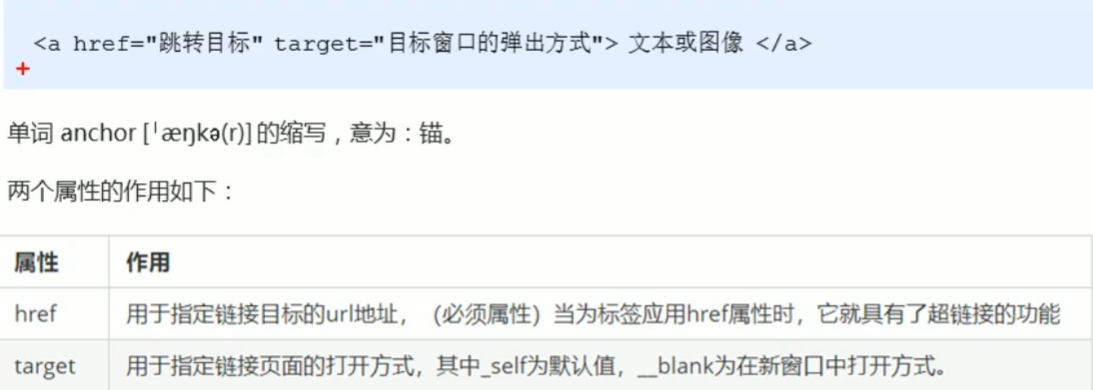 <a href="跳转目标" target="目标窗口的弹出方式"> 文本或图像 </a>
单词 anchor [ˈæŋkə(r)] 的缩写，意为：锚。
两个属性的作用如下：
属性 作用
href 用于指定链接目标的url地址，（必须属性）当为标签应用href属性时，它就具有了超链接的功能
target 用于指定链接页面的打开方式，其中_self为默认值，__blank为在新窗口中打开方式。